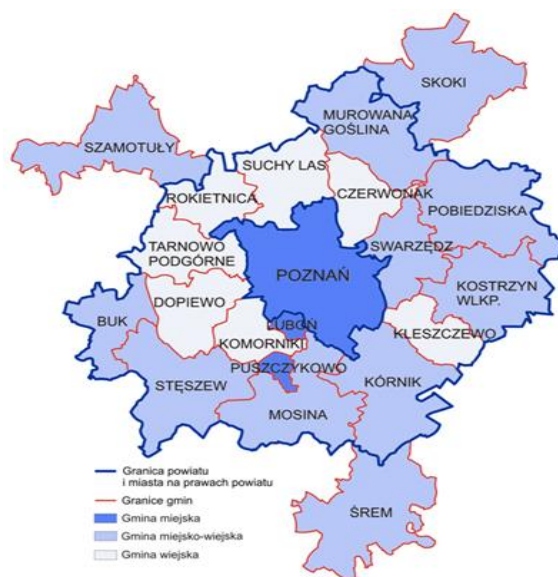 SKOKI
MUROWANA
GOŚLINA
SZAMOTUŁY
SUCHY LAS
ROKIETNICA
CZERWONAK
POBIEDZISKA
TARNOWO
PODGÓRNE
SWARZĘDZ
POZNAŃ
KOSTRZYN
WLKP.
DOPIEWO
BUK
LUBOŃ
KLESZCZEWO
KOMORNIKI
PUSZCZYKOWO
STĘSZEW
KÓRNIK
MOSINA
ŚREM
Granica powiatu
i miasta na prawach powiatu
Granice gmin
Gmina miejska
Gmina miejsko-wiejska
Gmina wiejska